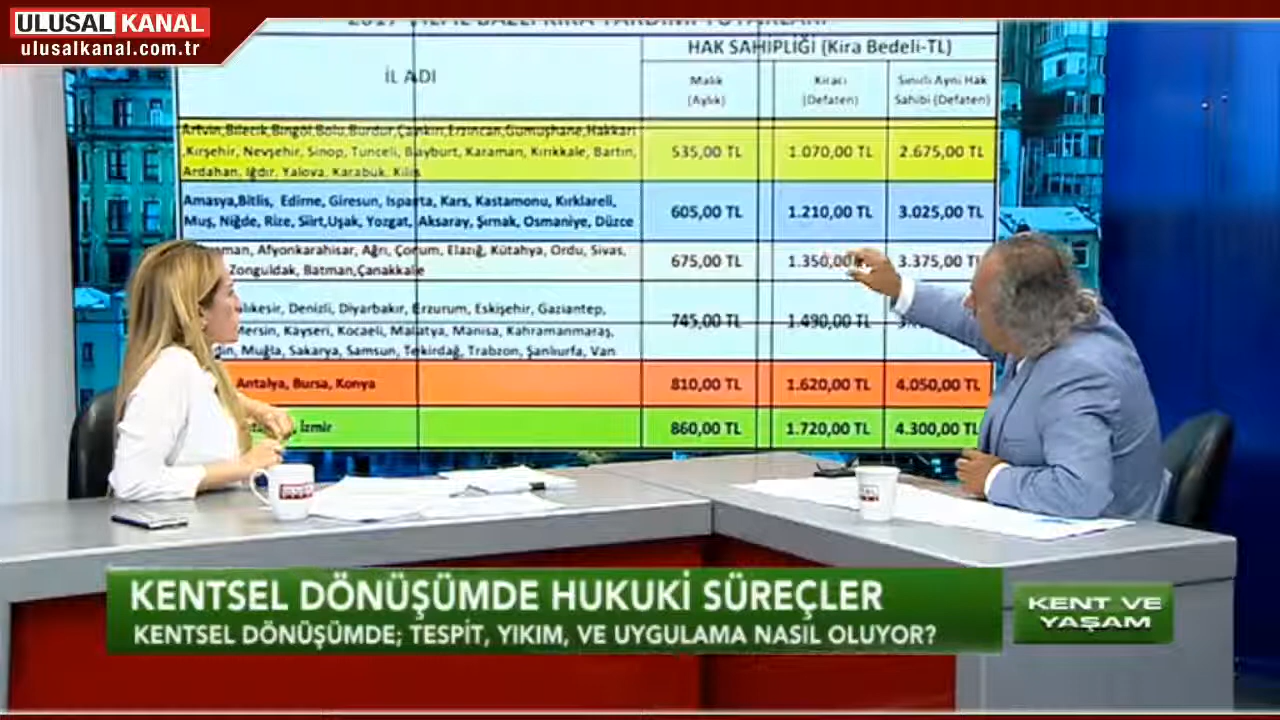 ULUSAL KANAL
ulusalkanal.com.tr
HAK SAHİPLİĞİ (Kira Bedeli-TL)
İL ADI
Malik
(Aylık)
Kiracı
(Defaten)
Sınırlı Ayni Hak
Sahibi (Defaten)
Artvin,Bilecik,Bingöl,Bolu,Burdur,Çankırı,Erzincan,Gümüşhane,Hakkari
,Kırşehir, Nevşehir, Sinop, Tunceli, Bayburt, Karaman, Kırıkkale, Bartın,
Ardahan, Iğdır, Yalova, Karabük, Kilis
535,00 TL
1.070,00 TL
2.675,00 TL
Amasya,Bitlis, Edirne, Giresun, Isparta, Kars, Kastamonu, Kırklareli,
Muş, Niğde, Rize, Siirt,Uşak, Yozgat, Aksaray, Şırnak, Osmaniye, Düzce
605,00 TL
1.210,00 TL
3.025,00 TL
Afyonkarahisar, Ağrı, Çorum, Elazığ, Kütahya, Ordu, Sivas,
Zonguldak, Batman,Çanakkale
675,00 TL
1.350,00
3.375,00 TL
Denizli, Diyarbakır, Erzurum, Eskişehir, Gaziantep,
Mersin, Kayseri, Kocaeli, Malatya, Manisa, Kahramanmaraş,
Muğla, Sakarya, Samsun, Tekirdağ, Trabzon, Şanlıurfa, Van
745,00 TL
1.490,00 TL
Antalya, Bursa, Konya
810,00 TL
1.620,00 TL
4.050,00 TL
İzmir
860,00 TL
1.720,00 TL
4.300,00 TL
KENTSEL DÖNÜŞÜMDE HUKUKİ SÜREÇLER
KENTSEL DÖNÜŞÜMDE; TESPİT, YIKIM, VE UYGULAMA NASIL OLUYOR?
KENT VE
YAŞAM